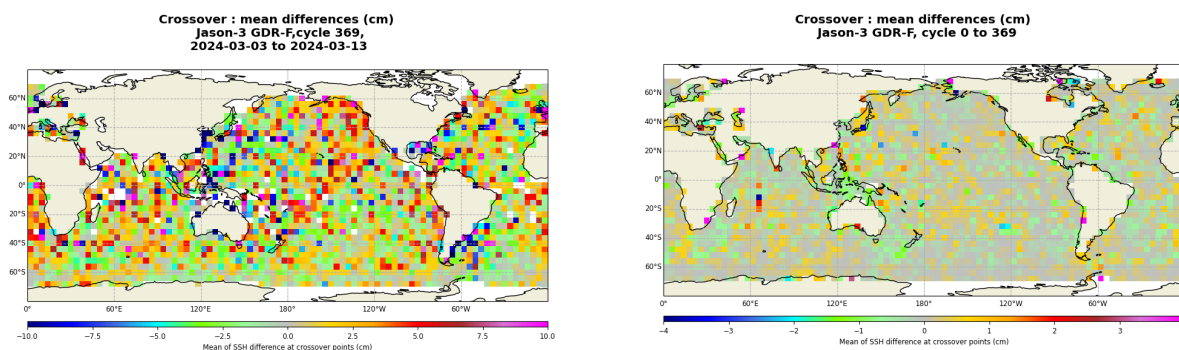 Crossover : mean differences (cm)
Jason-3 GDR-F,cycle 369,
2024-03-03 to 2024-03-13
60°N
40°N
20°N
0°
20°S
40°S
60°S
0°
60°E
120°E
180°
120°W
60°W
−10.0
−7.5
−5.0
−2.5
0.0
2.5
5.0
7.5
10.0
Mean of SSH difference at crossover points (cm)
Crossover : mean differences (cm)
Jason-3 GDR-F, cycle 0 to 369
60°N
40°N
20°N
0°
20°S
40°S
60°S
0°
60°E
120°E
180°
120°W
60°W
−4
−3
−2
−1
0
1
2
3
Mean of SSH difference at crossover points (cm)